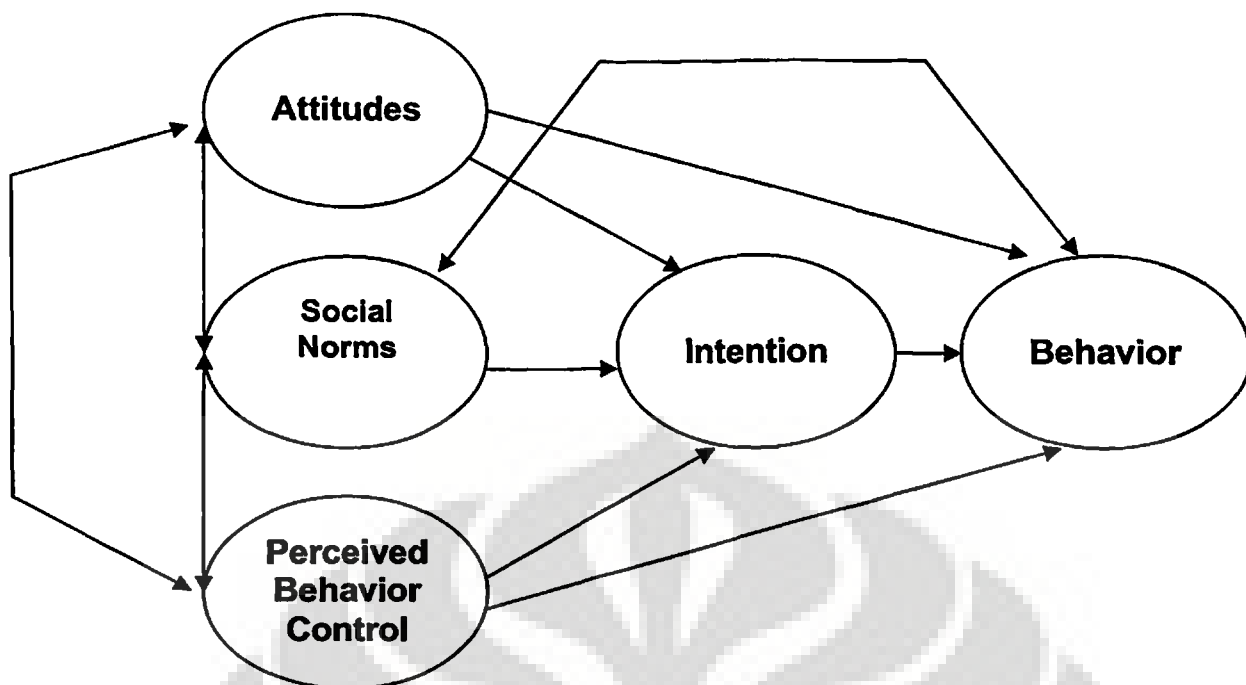 Attitudes
Social
Norms
Intention
Behavior
Perceived
Behavior
Control